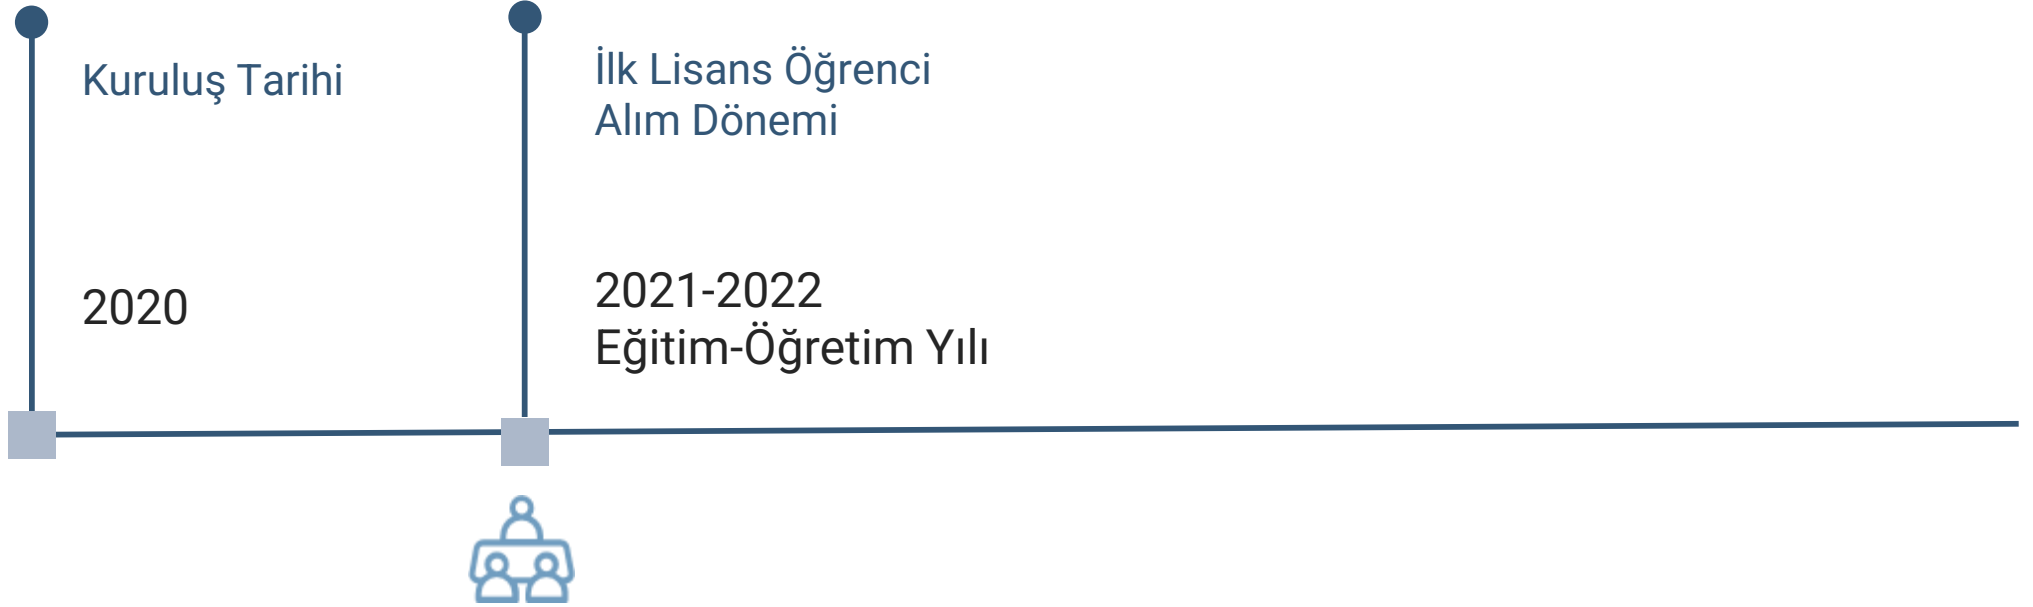 Kuruluş Tarihi
2020
İlk Lisans Öğrenci
Alım Dönemi
2021-2022
Eğitim-Öğretim Yılı